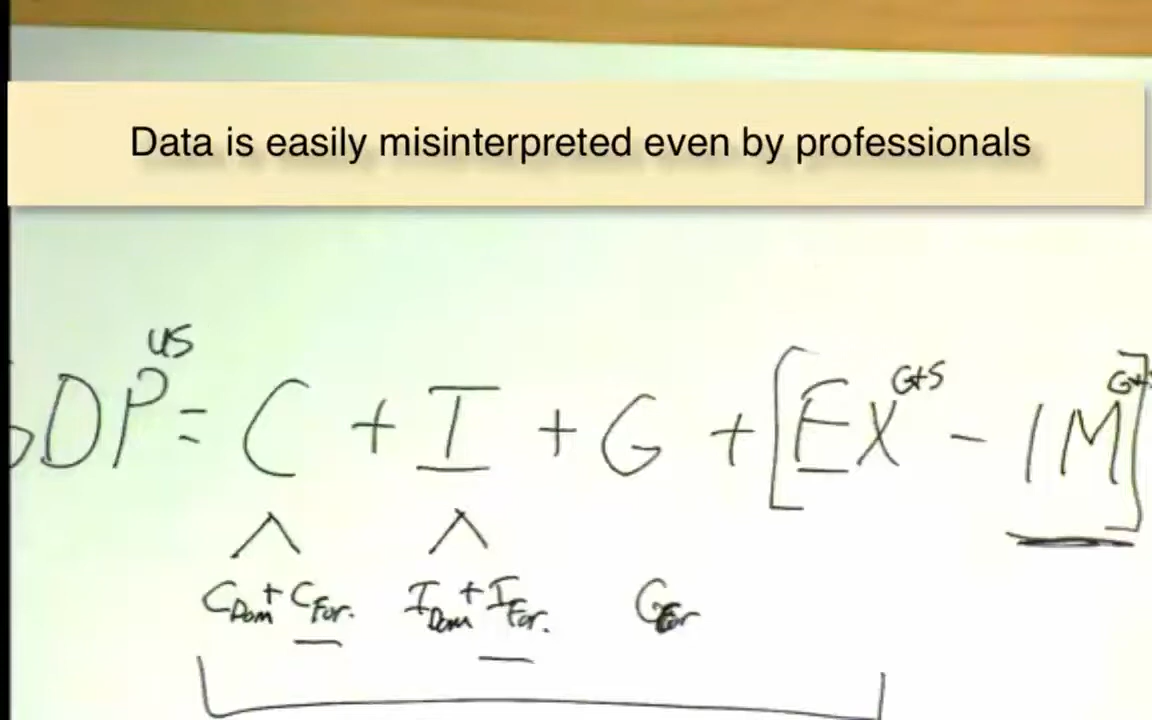 Data is easily misinterpreted even by professionals
US
GDP = C + I + G + [EX G+S - IM G+S]
C Dom + C For. I Dom + I For. G For